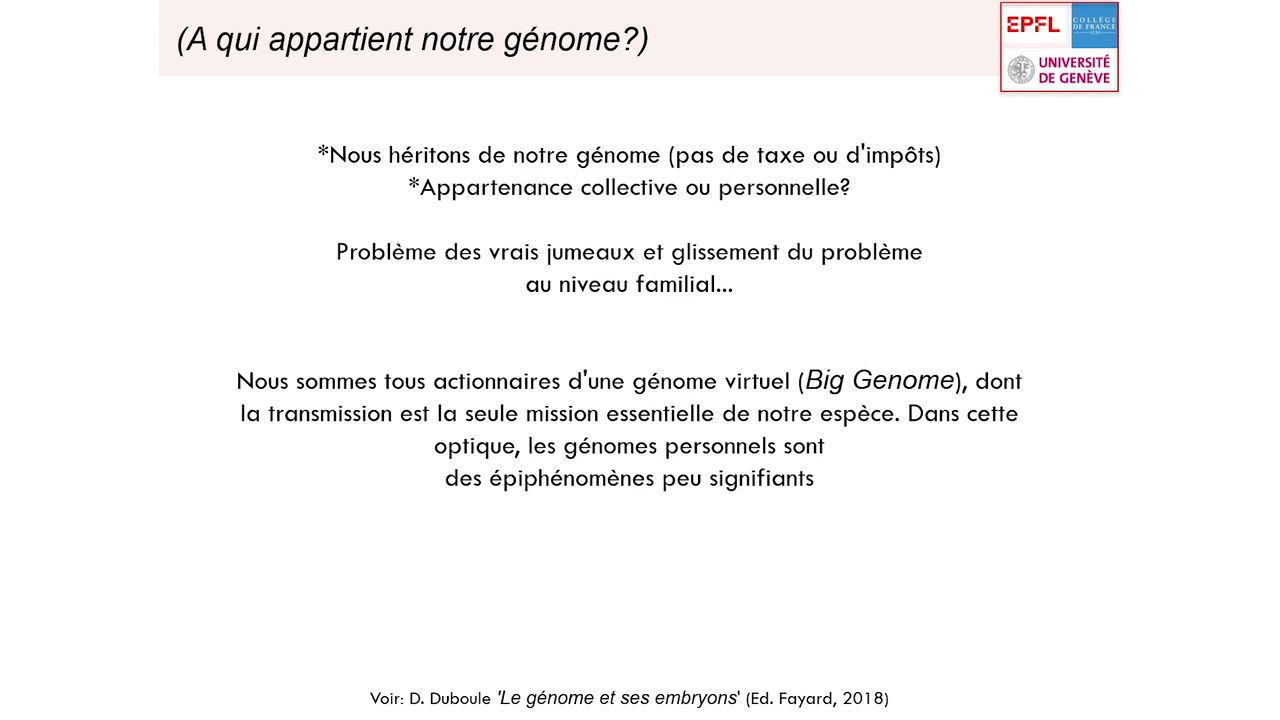 (A qui appartient notre génome?)
EPFL
COLLÈGE
DE FRANCE
UNIVERSITÉ
DE GENÈVE
*Nous héritons de notre génome (pas de taxe ou d'impôts)
*Appartenance collective ou personnelle?
Problème des vrais jumeaux et glissement du problème
au niveau familial...
Nous sommes tous actionnaires d'une génome virtuel (Big Genome), dont
la transmission est la seule mission essentielle de notre espèce. Dans cette
optique, les génomes personnels sont
des épiphénomènes peu signifiants
Voir: D. Duboule 'Le génome et ses embryons' (Ed. Fayard, 2018)